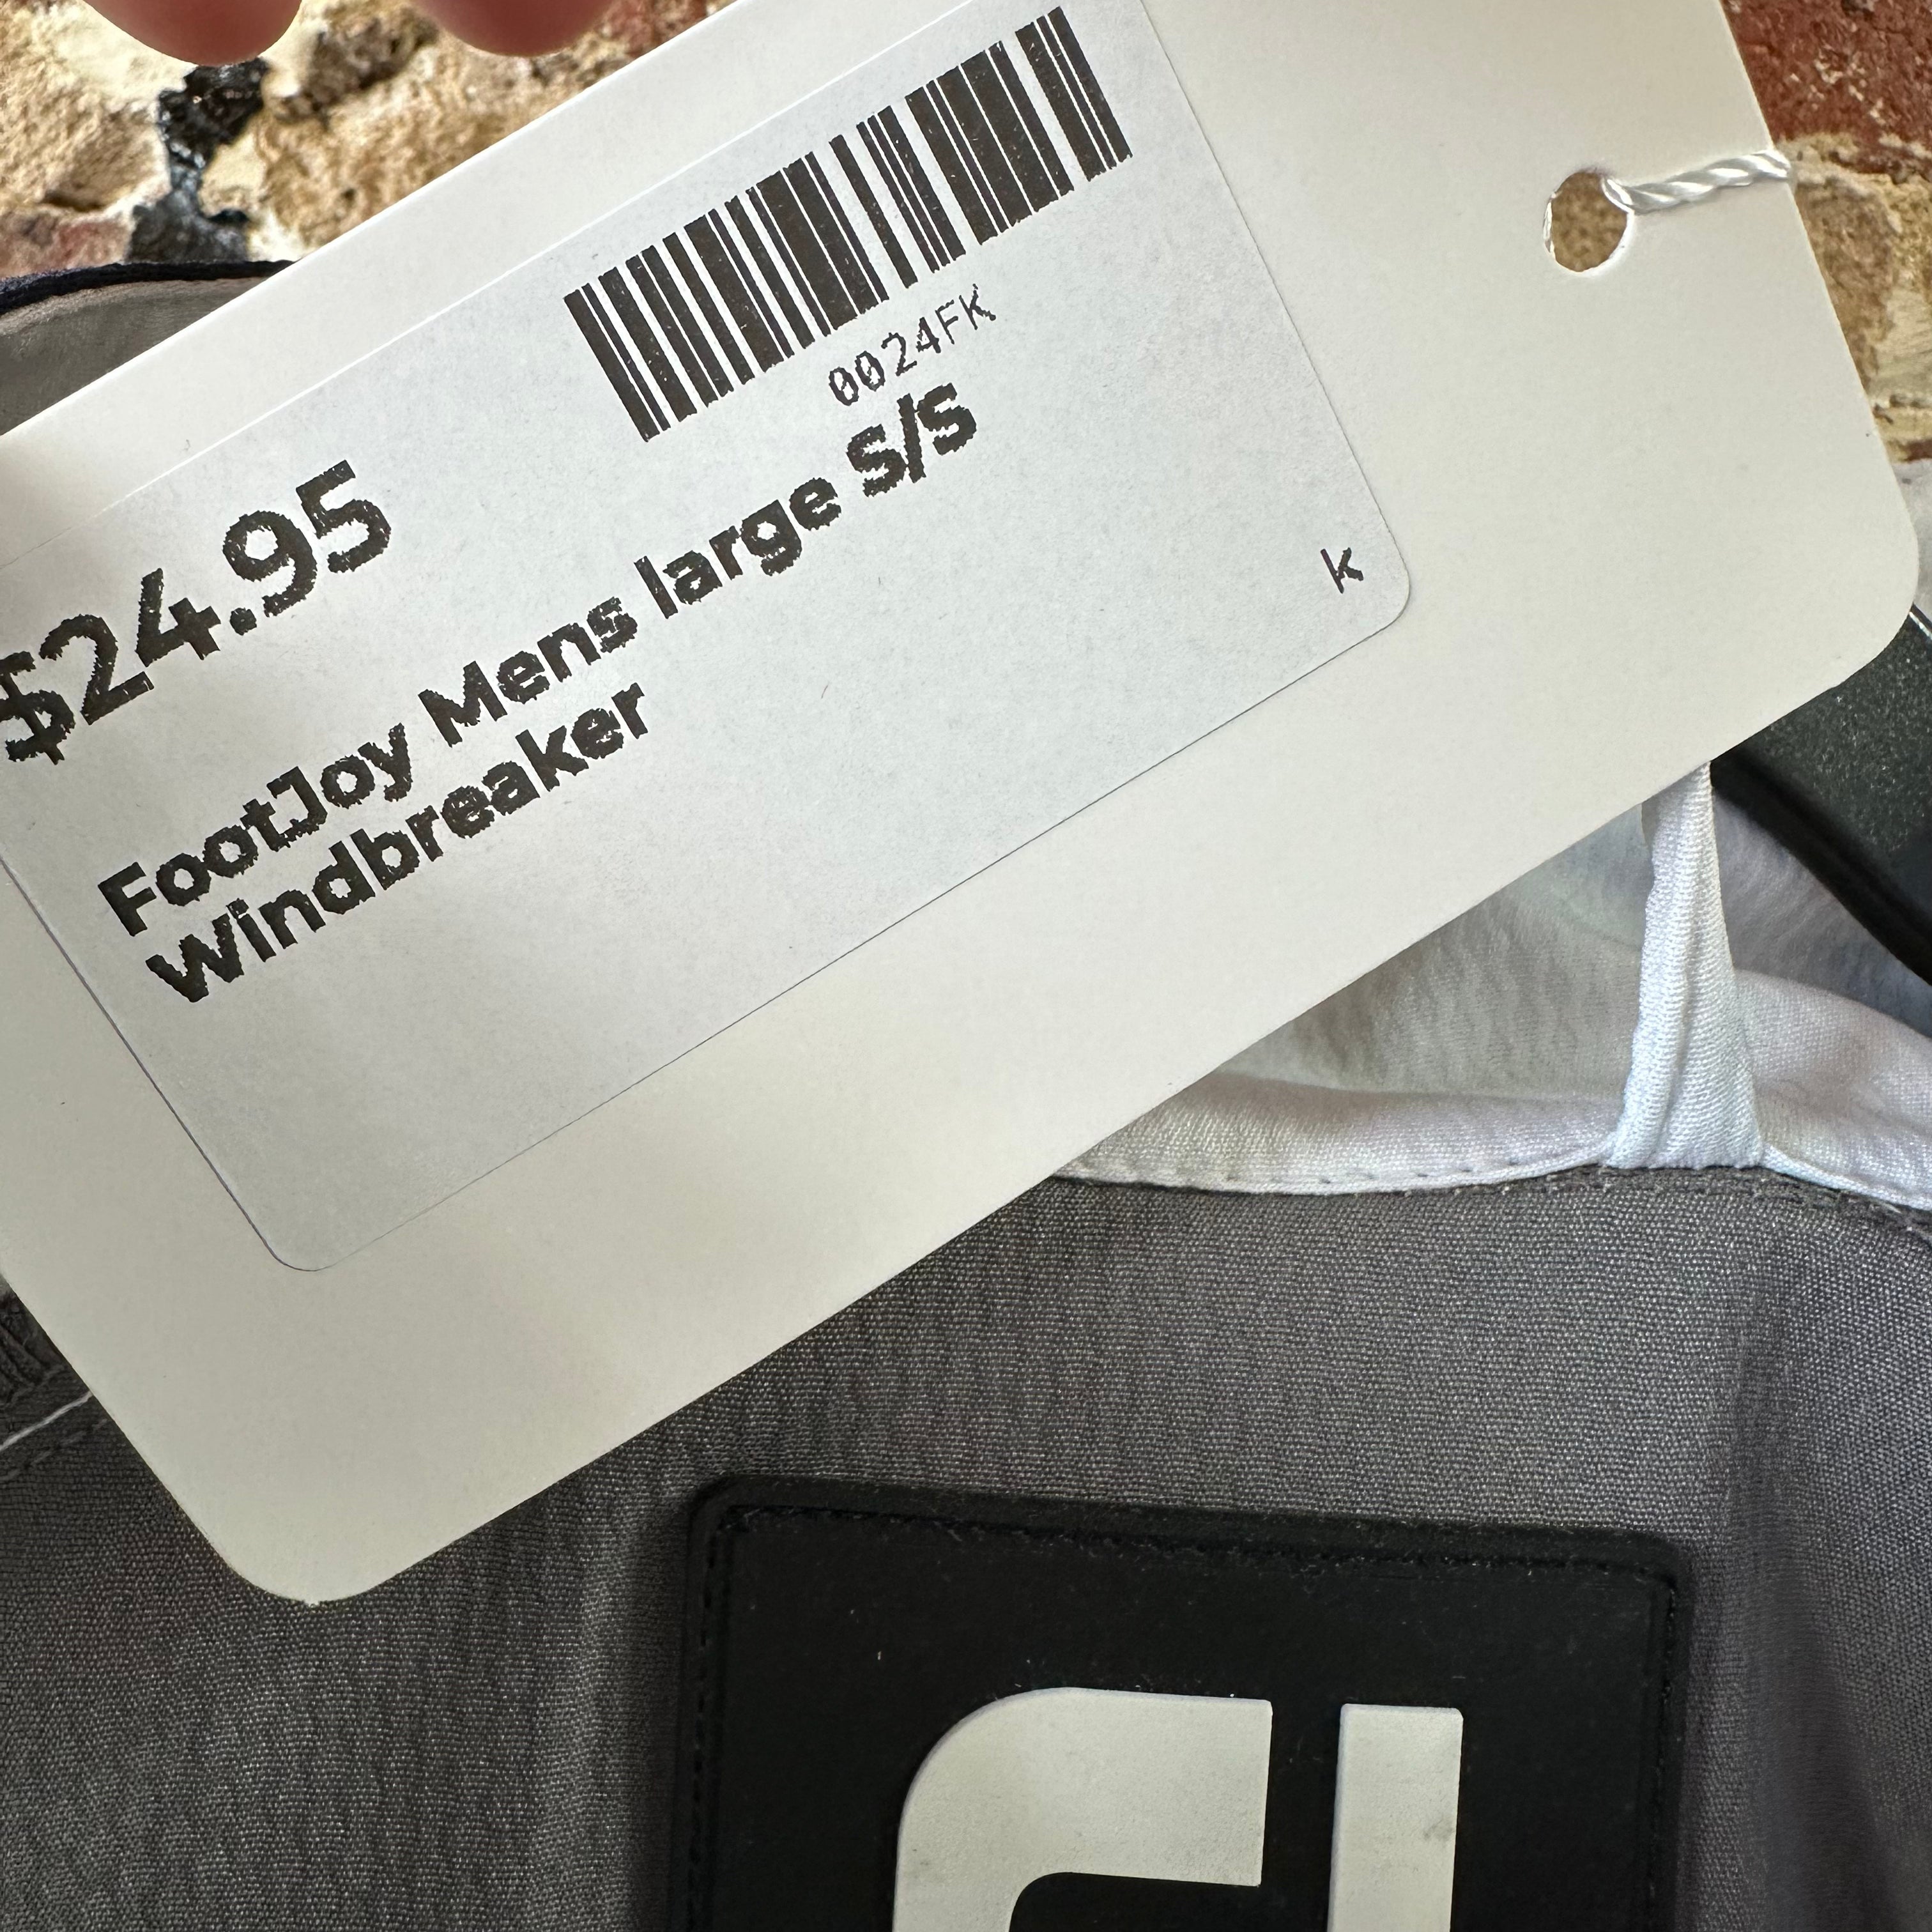 0024FK
$24.95
FootJoy Mens large S/S
Windbreaker
k